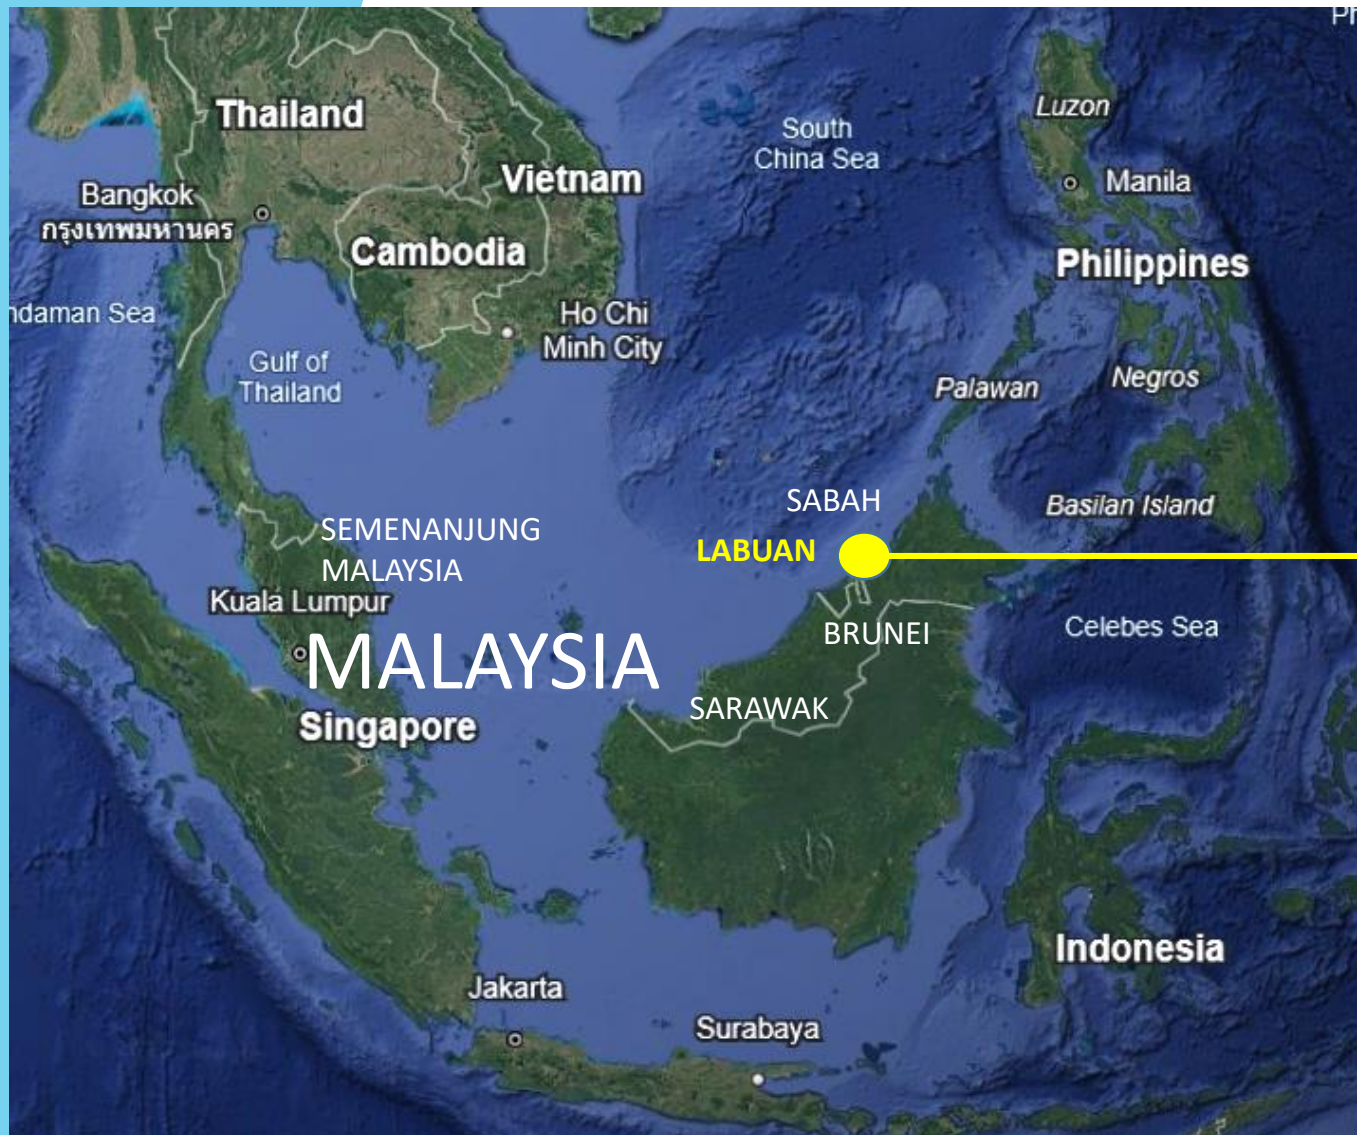 Ph
Luzon
Thailand
South
China Sea
Vietnam
Manila
Bangkok
กรุงเทพมหานคร
Cambodia
Philippines
ndaman Sea
Ho Chi
Minh City
Gulf of
Thailand
Palawan
Negros
SABAH
Basilan Island
SEMENANJUNG
MALAYSIA
LABUAN
Kuala Lumpur
BRUNEI
Celebes Sea
MALAYSIA
SARAWAK
Singapore
Indonesia
Jakarta
Surabaya